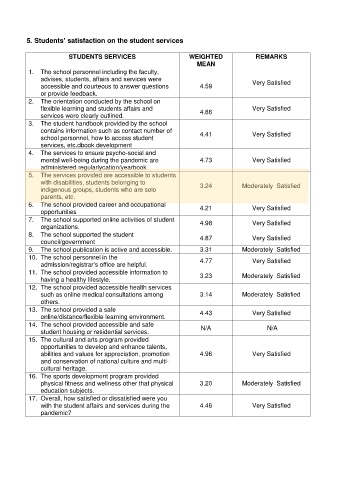 5. Students' satisfaction on the student services
STUDENTS SERVICES
WEIGHTED
MEAN
REMARKS
1. The school personnel including the faculty,
advises, students, affairs and services were
accessible and courteous to answer questions
or provide feedback.
4.59
Very Satisfied
2. The orientation conducted by the school on
flexible learning and students affairs and
services were clearly outlined.
4.86
Very Satisfied
3. The student handbook provided by the school
contains information such as contact number of
school personnel, how to access student
services, etc.dbook development
4.41
Very Satisfied
4. The services to ensure psycho-social and
mental well-being during the pandemic are
administered regularlycation/yearbook
4.73
Very Satisfied
5. The services provided are accessible to students
with disabilities, students belonging to
indigenous groups, students who are solo
parents, etc.
3.24
Moderately Satisfied
6. The school provided career and occupational
opportunities
4.21
Very Satisfied
7. The school supported online activities of student
organizations.
4.98
Very Satisfied
8. The school supported the student
council/government
4.87
Very Satisfied
9. The school publication is active and accessible.
3.31
Moderately Satisfied
10. The school personnel in the
admission/registrar's office are helpful.
4.77
Very Satisfied
11. The school provided accessible information to
having a healthy lifestyle.
3.23
Moderately Satisfied
12. The school provided accessible health services
such as online medical consultations among
others.
3.14
Moderately Satisfied
13. The school provided a safe
online/distance/flexible learning environment.
4.43
Very Satisfied
14. The school provided accessible and safe
student housing or residential services.
N/A
N/A
15. The cultural and arts program provided
opportunities to develop and enhance talents,
abilities and values for appreciation, promotion
and conservation of national culture and multi-
cultural heritage.
4.96
Very Satisfied
16. The sports development program provided
physical fitness and wellness other that physical
education subjects.
3.20
Moderately Satisfied
17. Overall, how satisfied or dissatisfied were you
with the student affairs and services during the
pandemic?
4.46
Very Satisfied